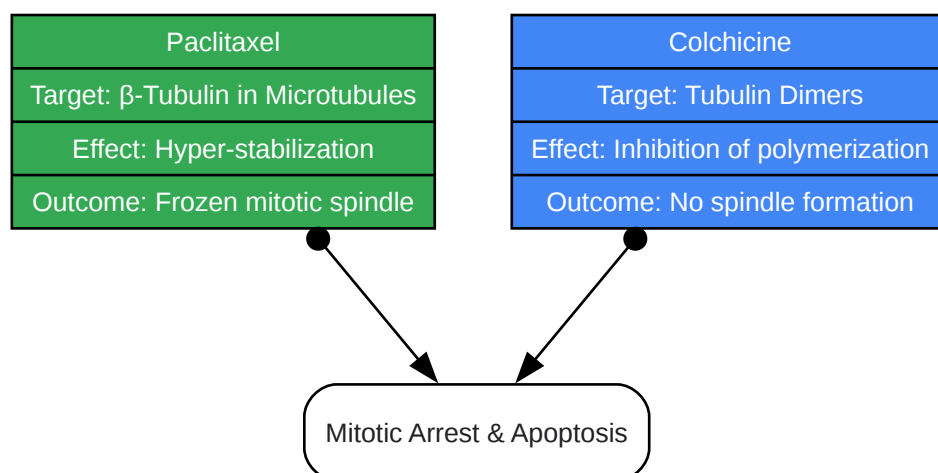 Paclitaxel
Target: β-Tubulin in Microtubules
Effect: Hyper-stabilization
Outcome: Frozen mitotic spindle
Colchicine
Target: Tubulin Dimers
Effect: Inhibition of polymerization
Outcome: No spindle formation
Mitotic Arrest & Apoptosis